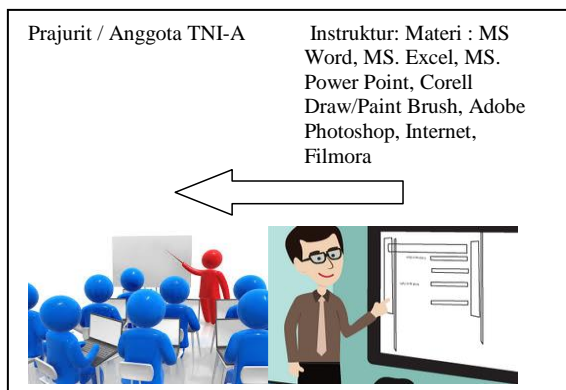 Prajurit / Anggota TNI-A
Instruktur: Materi : MS
Word, MS. Excel, MS.
Power Point, Corell
Draw/Paint Brush, Adobe
Photoshop, Internet,
Filmora